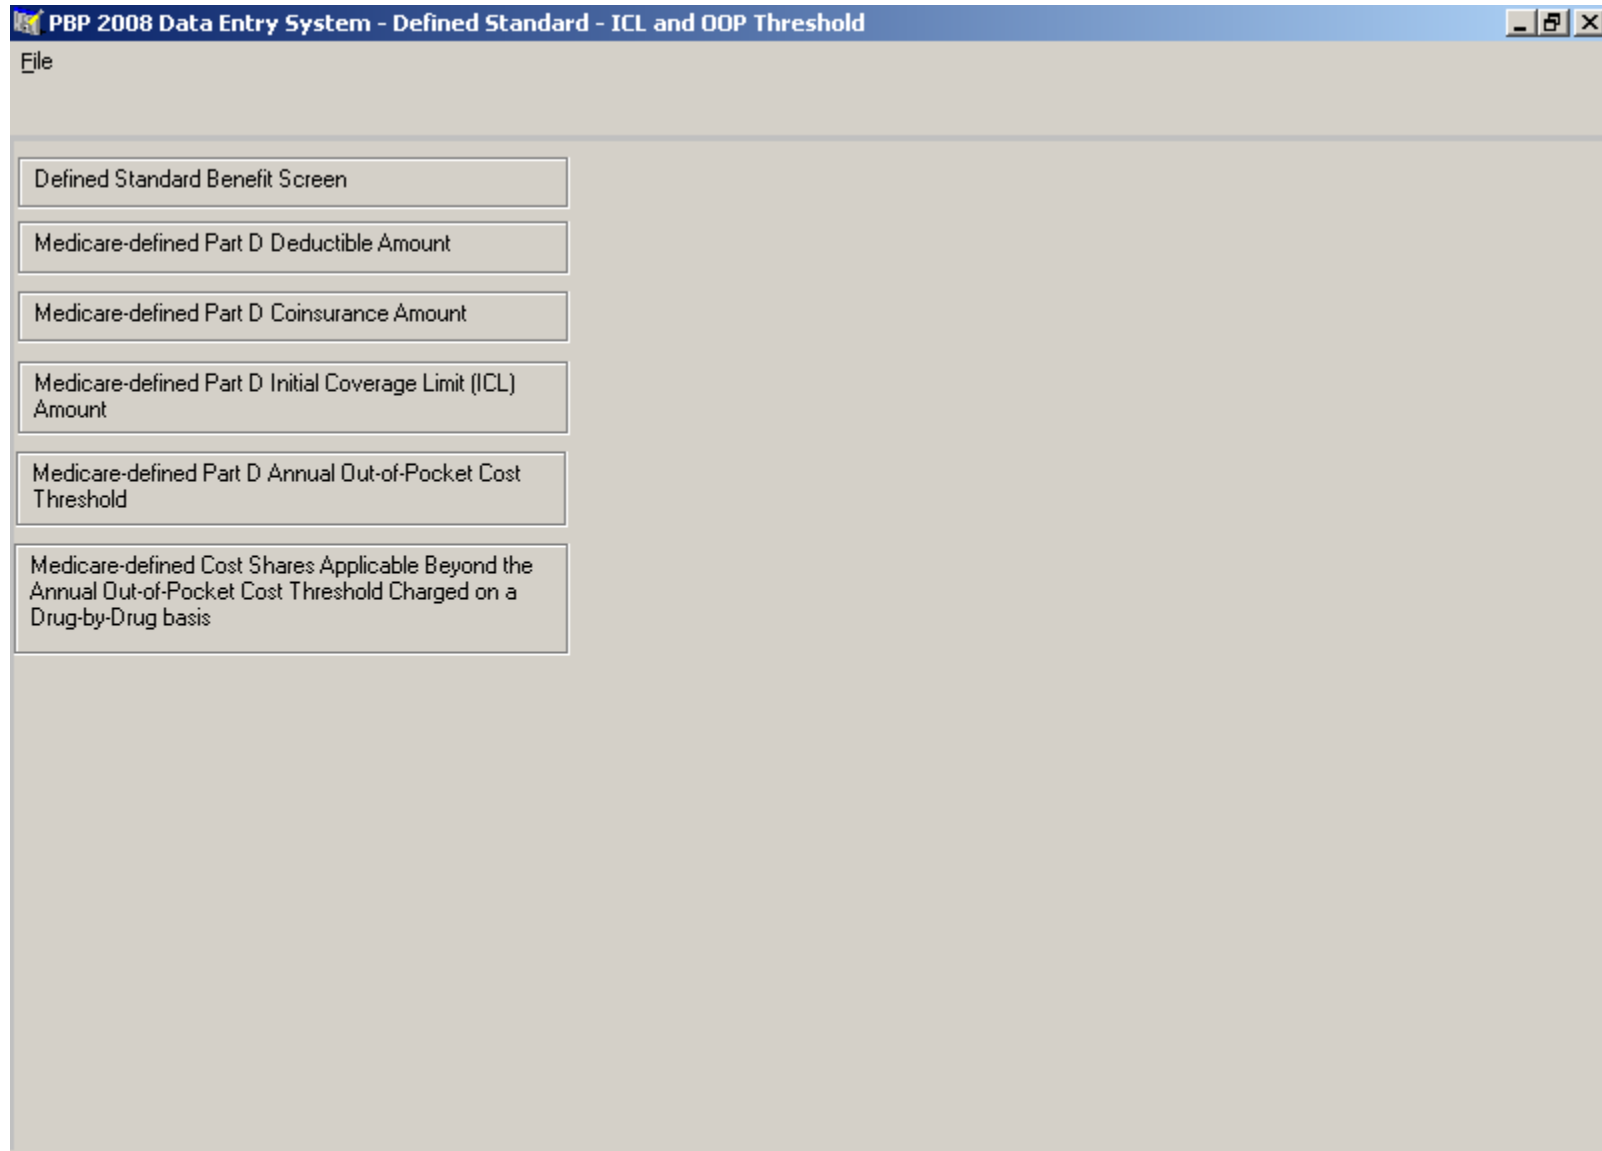 PBP 2008 Data Entry System - Defined Standard - ICL and OOP Threshold
File
Defined Standard Benefit Screen
Medicare-defined Part D Deductible Amount
Medicare-defined Part D Coinsurance Amount
Medicare-defined Part D Initial Coverage Limit (ICL)
Amount
Medicare-defined Part D Annual Out-of-Pocket Cost
Threshold
Medicare-defined Cost Shares Applicable Beyond the
Annual Out-of-Pocket Cost Threshold Charged on a
Drug-by-Drug basis